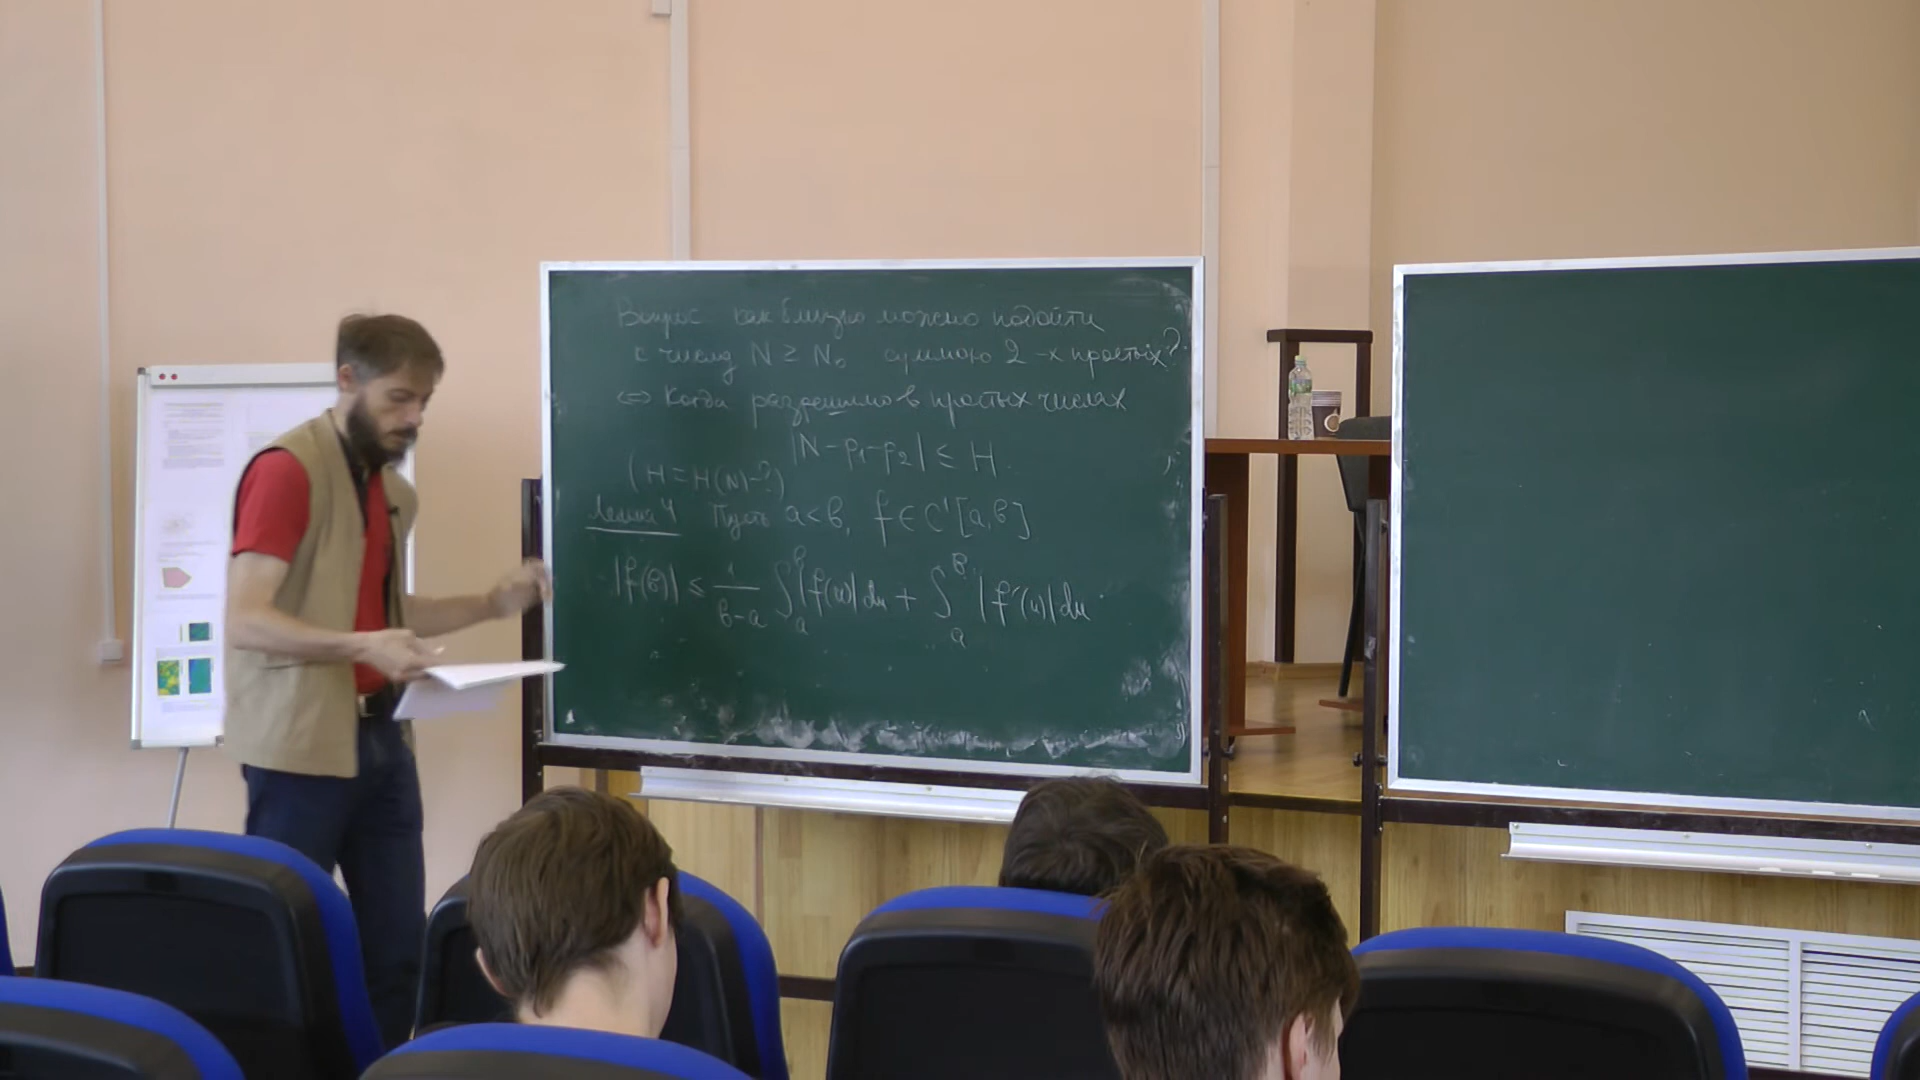 Вопрос как близко можно подойти
к числу N ≥ N₀ суммою 2-х простых?
⇔ Когда разрешимо в простых числах
|N-p₁-p₂| ≤ H.
(H=H(N)-?)
Лемма 4 Пусть a<b, f∈C'[a,b]
|f(b)| ≤ 1/(b-a) ∫ₐᵇ|f(u)|du + ∫ₐᵇ|f'(u)|du